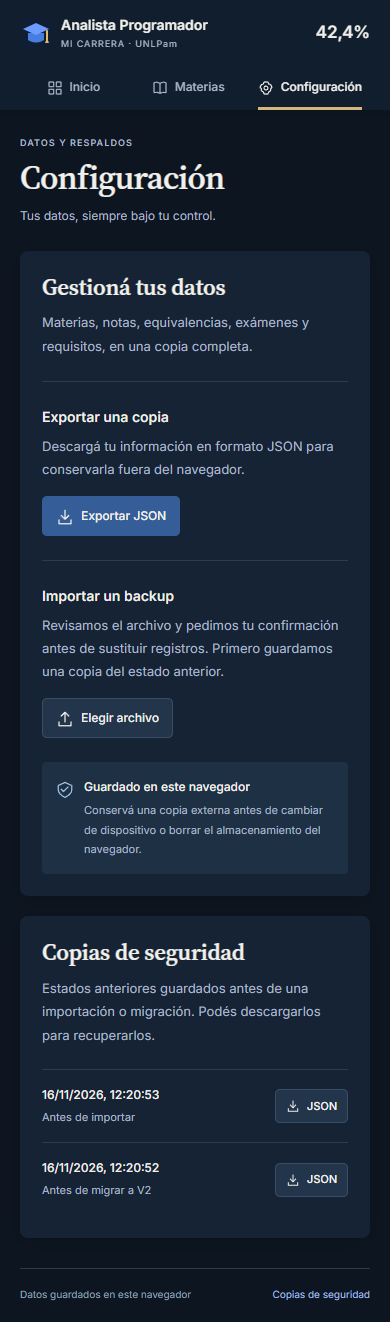 Analista Programador
MI CARRERA · UNLPam
42,4%
Inicio
Materias
Configuración
DATOS Y RESPALDOS
Configuración
Tus datos, siempre bajo tu control.
Gestioná tus datos
Materias, notas, equivalencias, exámenes y
requisitos, en una copia completa.
Exportar una copia
Descargá tu información en formato JSON para
conservarla fuera del navegador.
Exportar JSON
Importar un backup
Revisamos el archivo y pedimos tu confirmación
antes de sustituir registros. Primero guardamos
una copia del estado anterior.
Elegir archivo
Guardado en este navegador
Conservá una copia externa antes de cambiar
de dispositivo o borrar el almacenamiento del
navegador.
Copias de seguridad
Estados anteriores guardados antes de una
importación o migración. Podés descargarlos
para recuperarlos.
16/11/2026, 12:20:53
Antes de importar
JSON
16/11/2026, 12:20:52
Antes de migrar a V2
JSON
Datos guardados en este navegador
Copias de seguridad